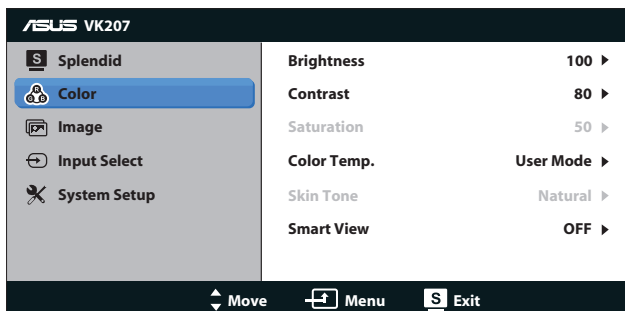 ASUS VK207
S Splendid
Color
Image
Input Select
System Setup
Brightness 100
Contrast 80
Saturation 50
Color Temp. User Mode
Skin Tone Natural
Smart View OFF
Move Menu S Exit